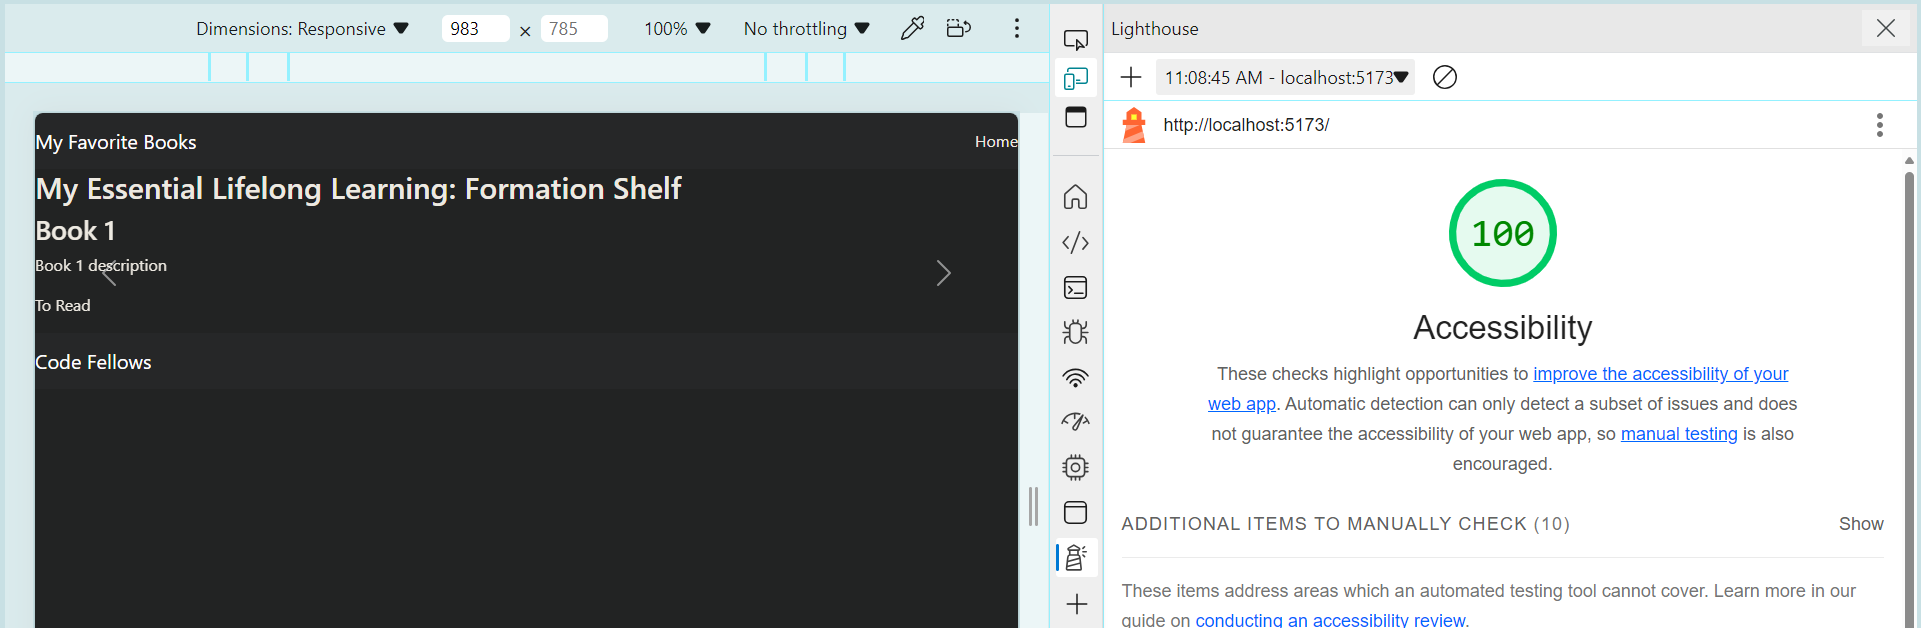 Dimensions: Responsive 983 × 785 100% No throttling
My Favorite Books Home
My Essential Lifelong Learning: Formation Shelf
Book 1
Book 1 description
To Read
Code Fellows
Lighthouse
11:08:45 AM - localhost:5173
http://localhost:5173/
100
Accessibility
These checks highlight opportunities to improve the accessibility of your
web app. Automatic detection can only detect a subset of issues and does
not guarantee the accessibility of your web app, so manual testing is also
encouraged.
ADDITIONAL ITEMS TO MANUALLY CHECK (10) Show
These items address areas which an automated testing tool cannot cover. Learn more in our
guide on conducting an accessibility review.